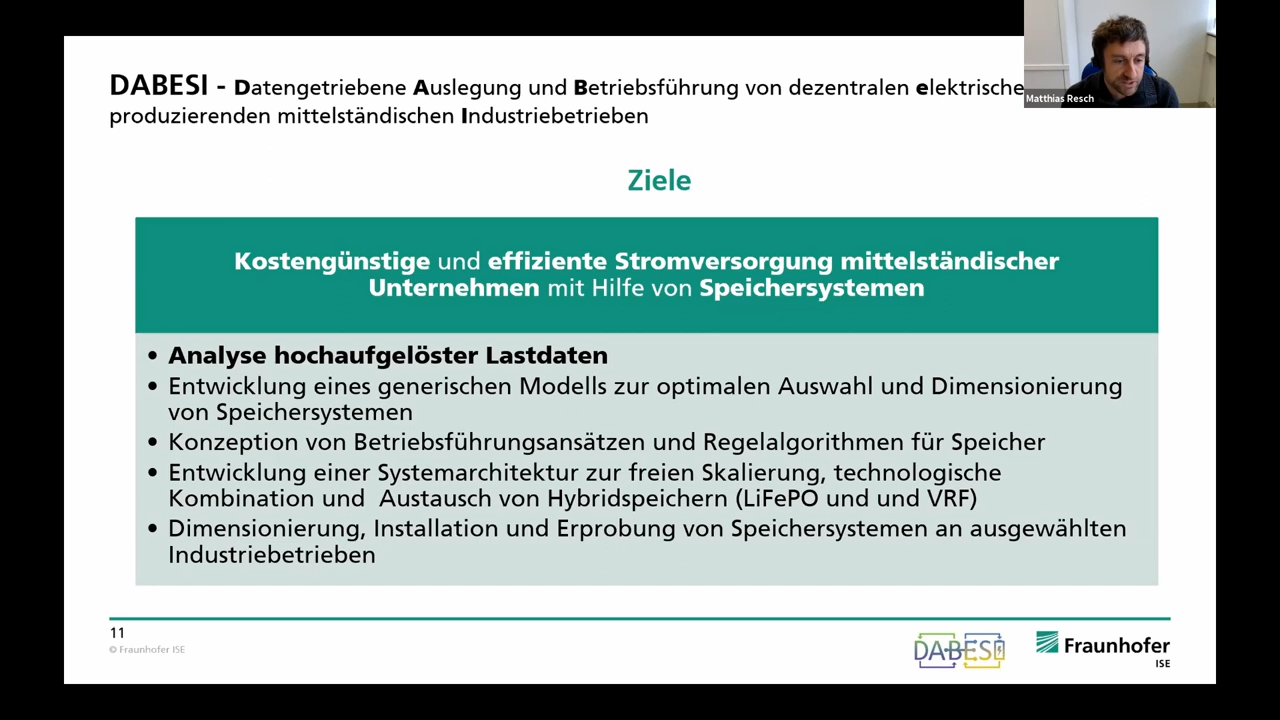 DABESI - Datengetriebene Auslegung und Betriebsführung von dezentralen elektrische
produzierenden mittelständischen Industriebetrieben
Matthias Resch
Ziele
Kostengünstige und effiziente Stromversorgung mittelständischer
Unternehmen mit Hilfe von Speichersystemen
• Analyse hochaufgelöster Lastdaten
• Entwicklung eines generischen Modells zur optimalen Auswahl und Dimensionierung
von Speichersystemen
• Konzeption von Betriebsführungsansätzen und Regelalgorithmen für Speicher
• Entwicklung einer Systemarchitektur zur freien Skalierung, technologische
Kombination und Austausch von Hybridspeichern (LiFePO und und VRF)
• Dimensionierung, Installation und Erprobung von Speichersystemen an ausgewählten
Industriebetrieben
11
© Fraunhofer ISE
DABESI
Fraunhofer
ISE